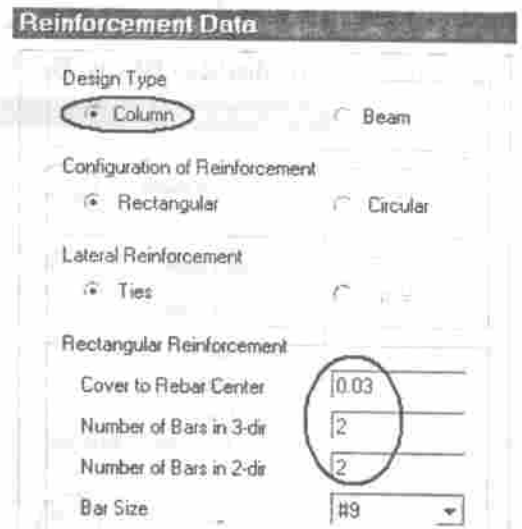 Reinforcement Data
Design Type
Column Beam
Configuration of Reinforcement
Rectangular Circular
Lateral Reinforcement
Ties
Rectangular Reinforcement
Cover to Rebar Center 0.03
Number of Bars in 3-dir 2
Number of Bars in 2-dir 2
Bar Size #9